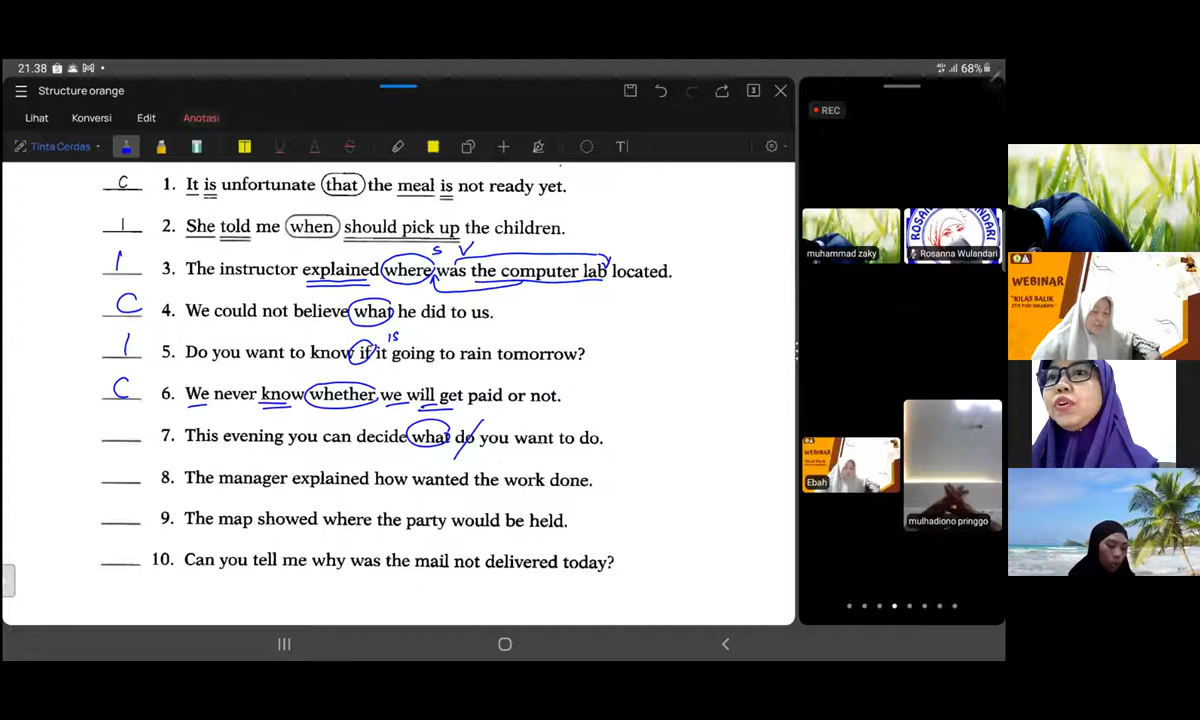 21.38
68%
Structure orange
3
Lihat Konversi Edit Anotasi
Tinta Cerdas
REC
C 1. It is unfortunate that the meal is not ready yet.
I 2. She told me when should pick up the children.
S V
I 3. The instructor explained where was the computer lab located.
C 4. We could not believe what he did to us.
is
I 5. Do you want to know if it going to rain tomorrow?
C 6. We never know whether we will get paid or not.
7. This evening you can decide what do you want to do.
8. The manager explained how wanted the work done.
9. The map showed where the party would be held.
10. Can you tell me why was the mail not delivered today?
muhammad zaky
Rosanna Wulandari
Ebah
mulhadiono pringgo
WEBINAR
"KILAS BALIK
WEBINAR